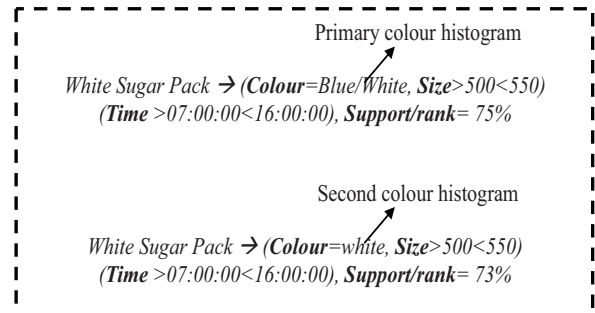 Primary colour histogram
White Sugar Pack → (Colour=Blue/White, Size>500<550)
(Time >07:00:00<16:00:00), Support/rank= 75%
Second colour histogram
White Sugar Pack → (Colour=white, Size>500<550)
(Time >07:00:00<16:00:00), Support/rank= 73%